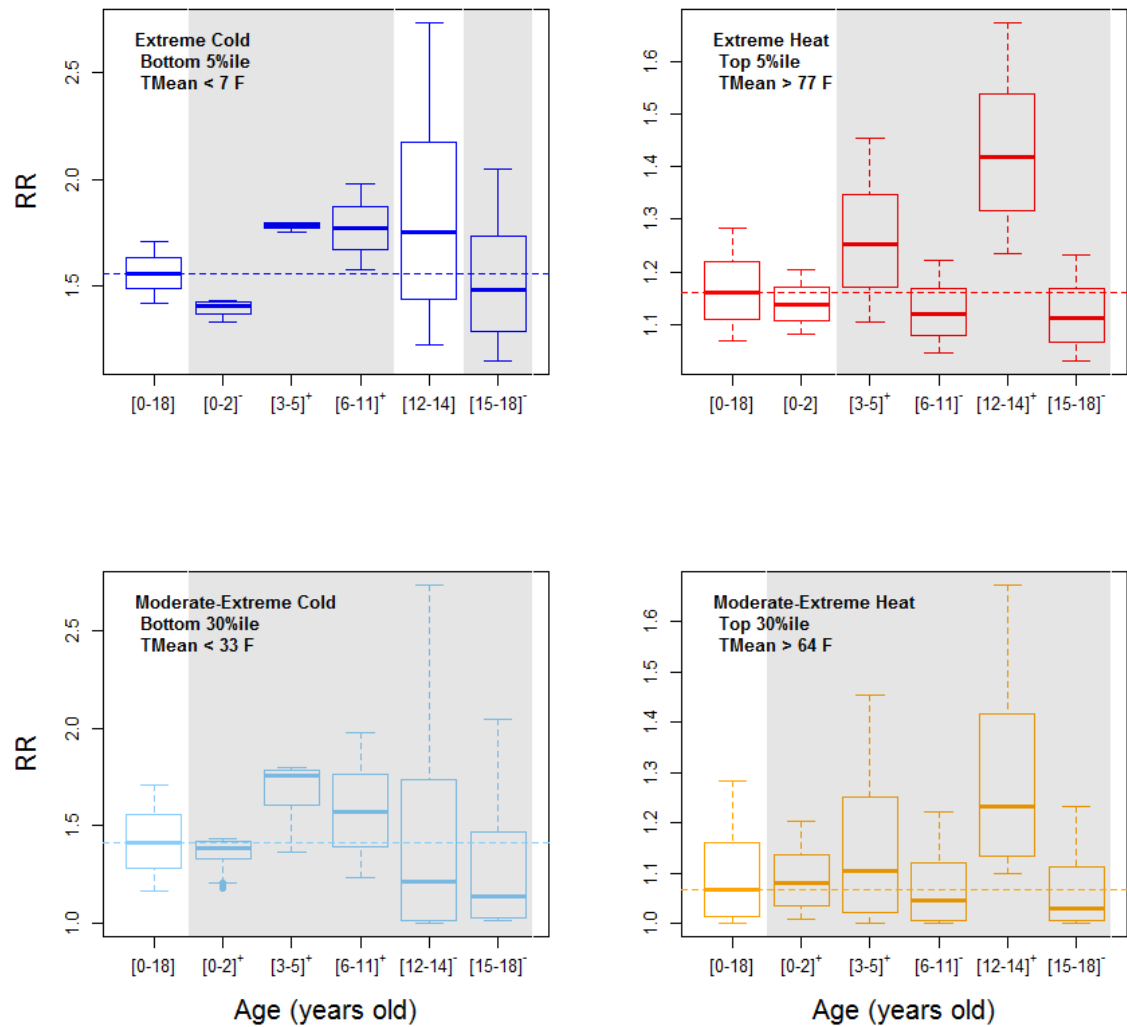 Extreme Cold
Bottom 5%ile
TMean < 7 F
RR
2.5
2.0
1.5
[0-18] [0-2]⁻ [3-5]⁺ [6-11]⁺ [12-14] [15-18]⁻
Extreme Heat
Top 5%ile
TMean > 77 F
1.6
1.5
1.4
1.3
1.2
1.1
[0-18] [0-2] [3-5]⁺ [6-11]⁻ [12-14]⁺ [15-18]⁻
Moderate-Extreme Cold
Bottom 30%ile
TMean < 33 F
RR
2.5
2.0
1.5
1.0
[0-18] [0-2]⁺ [3-5]⁺ [6-11]⁺ [12-14]⁻ [15-18]⁻
Age (years old)
Moderate-Extreme Heat
Top 30%ile
TMean > 64 F
1.6
1.5
1.4
1.3
1.2
1.1
1.0
[0-18] [0-2]⁺ [3-5]⁺ [6-11]⁻ [12-14]⁺ [15-18]⁻
Age (years old)